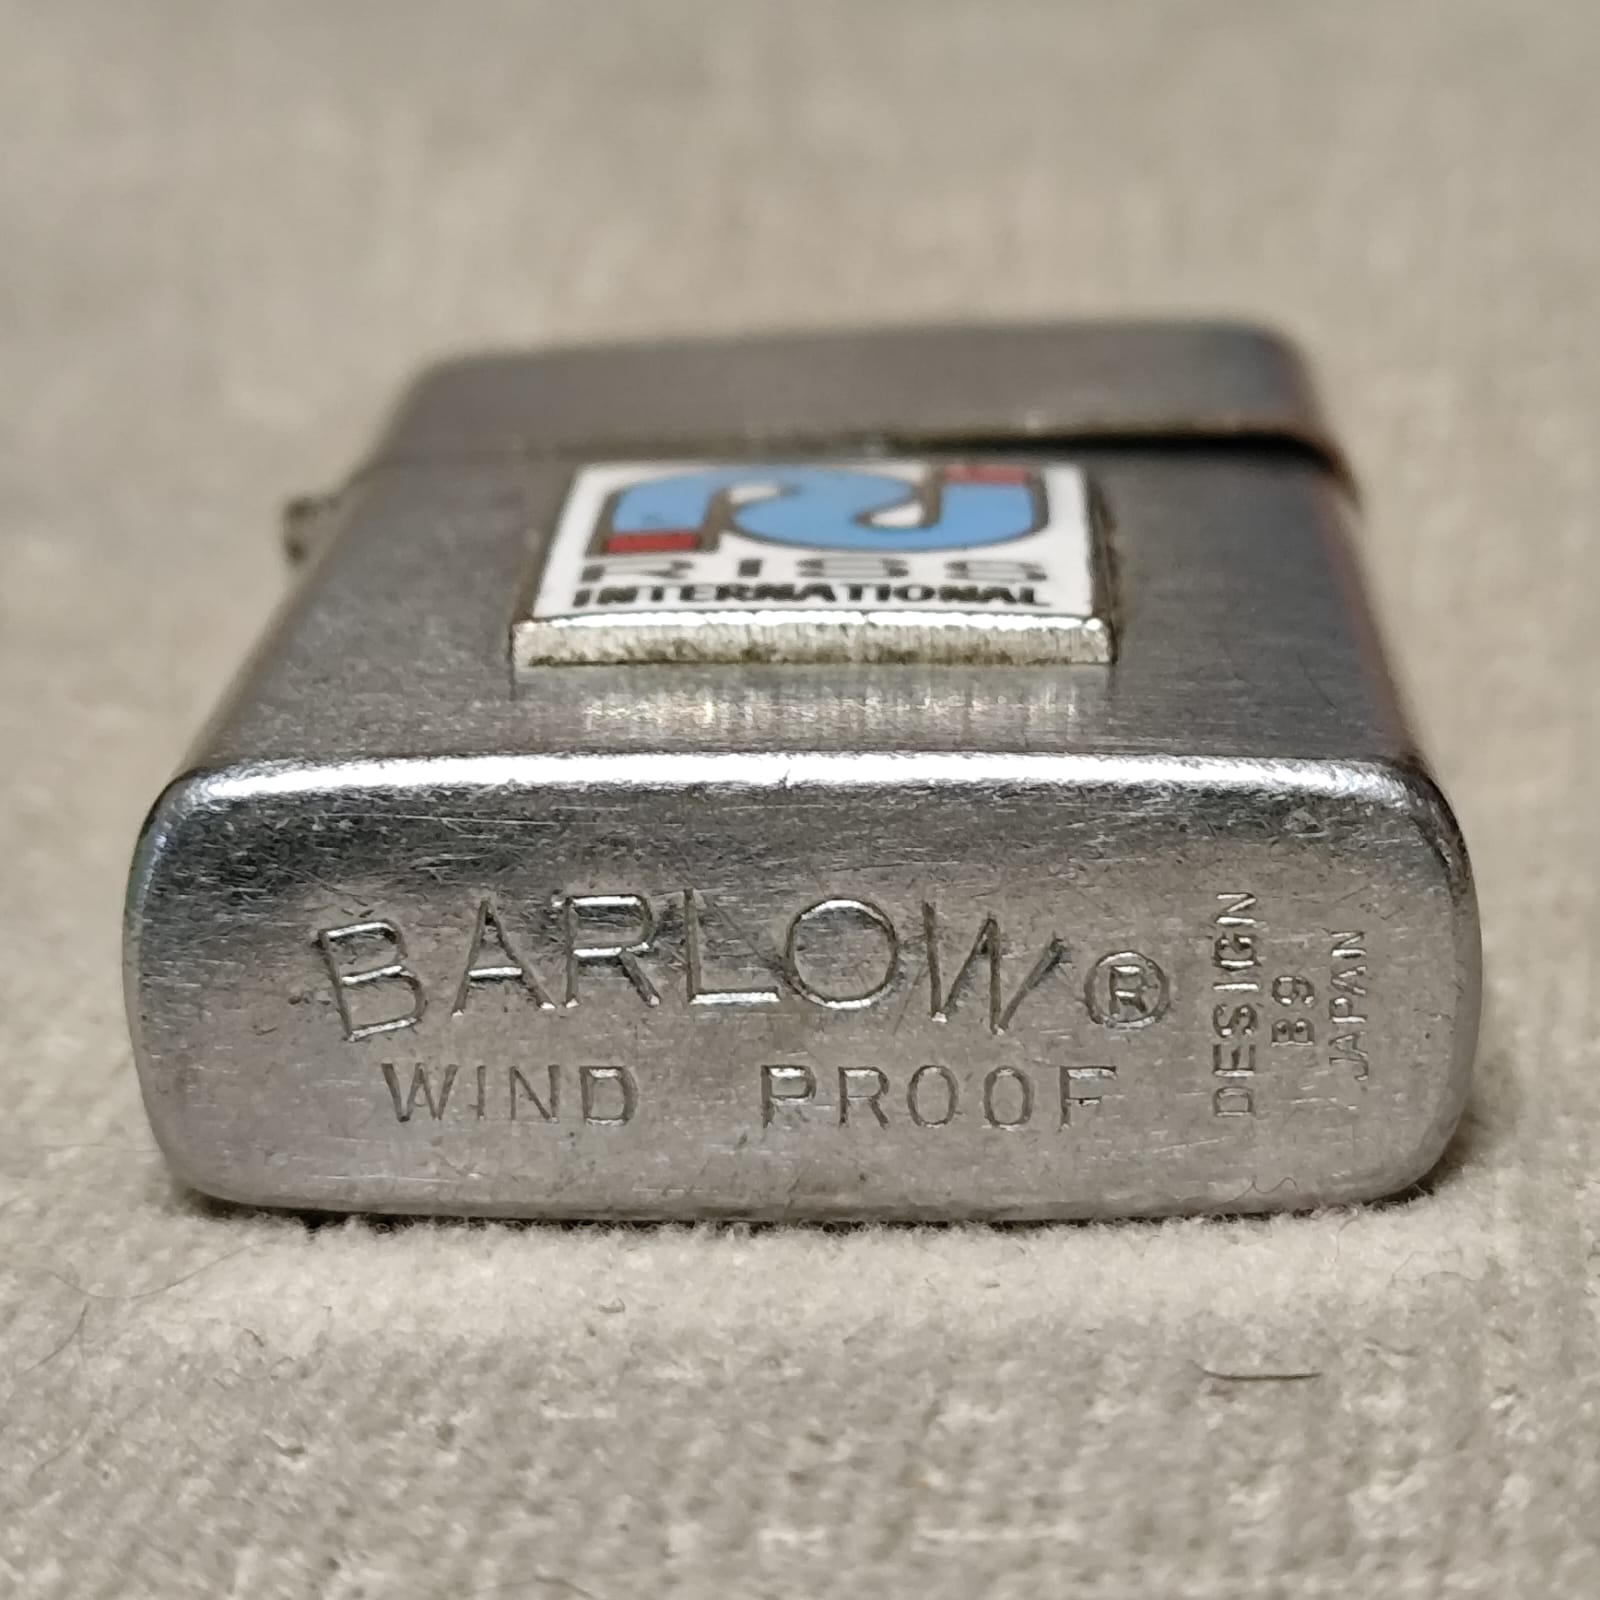 RISS
INTERNATIONAL
BARLOW®
WIND PROOF
DESIGN
B9
JAPAN